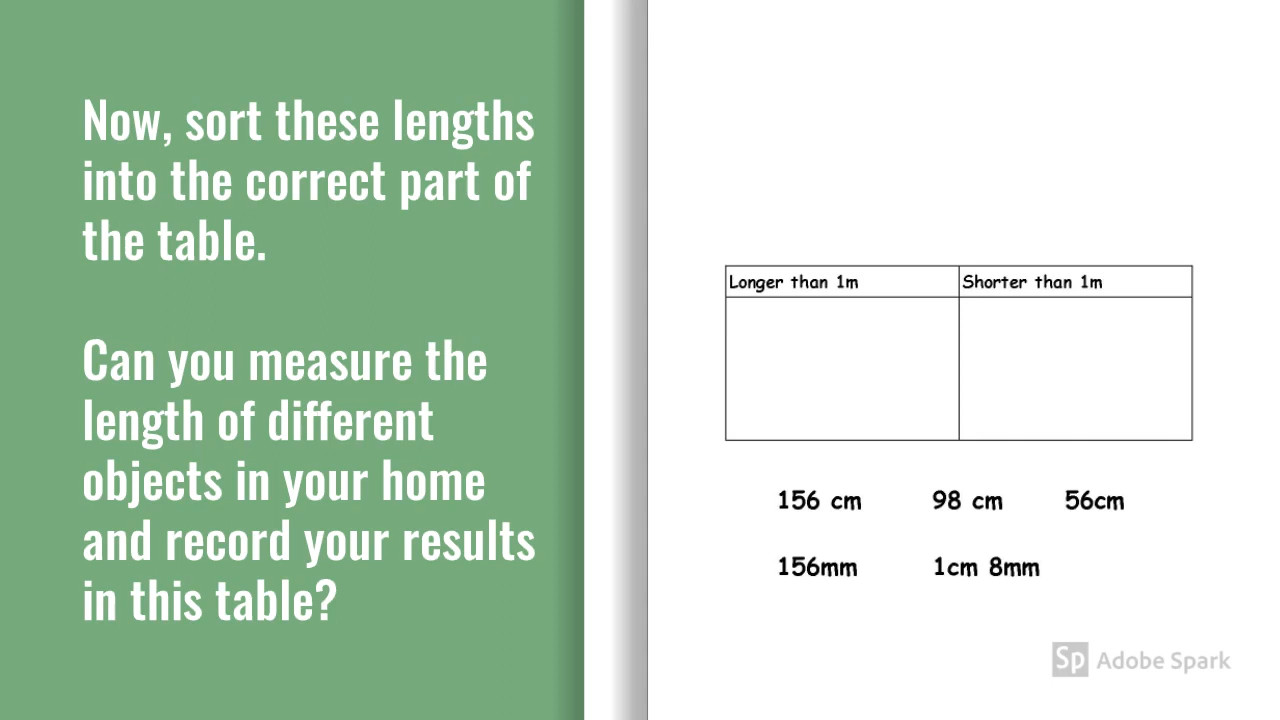 Now, sort these lengths
into the correct part of
the table.
Can you measure the
length of different
objects in your home
and record your results
in this table?
Longer than 1m
Shorter than 1m
156 cm
98 cm
56cm
156mm
1cm 8mm
Sp Adobe Spark